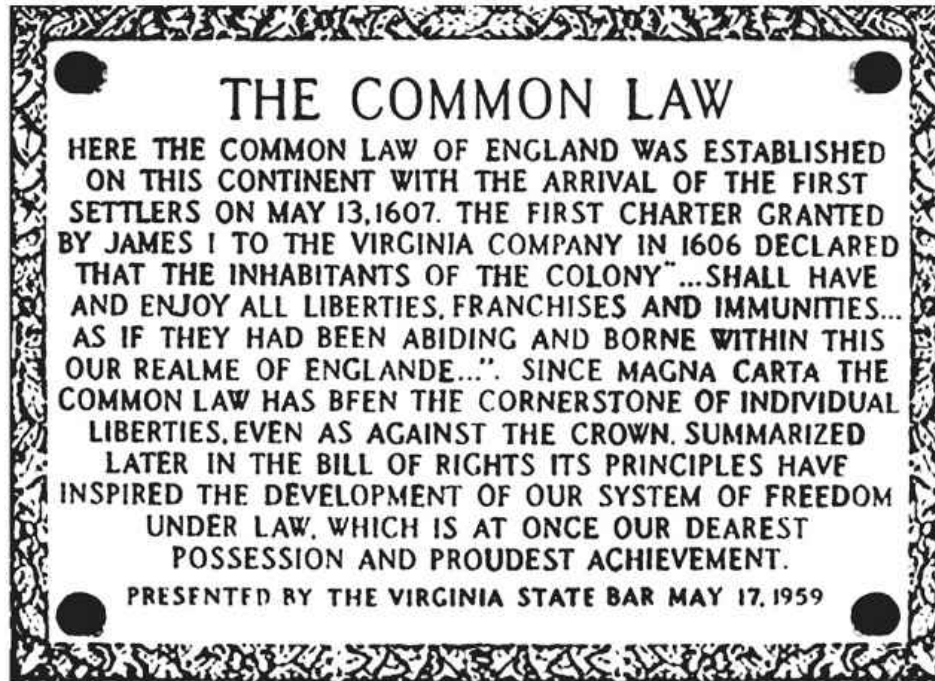 THE COMMON LAW
HERE THE COMMON LAW OF ENGLAND WAS ESTABLISHED
ON THIS CONTINENT WITH THE ARRIVAL OF THE FIRST
SETTLERS ON MAY 13, 1607. THE FIRST CHARTER GRANTED
BY JAMES I TO THE VIRGINIA COMPANY IN 1606 DECLARED
THAT THE INHABITANTS OF THE COLONY "...SHALL HAVE
AND ENJOY ALL LIBERTIES, FRANCHISES AND IMMUNITIES...
AS IF THEY HAD BEEN ABIDING AND BORNE WITHIN THIS
OUR REALME OF ENGLANDE...". SINCE MAGNA CARTA THE
COMMON LAW HAS BEEN THE CORNERSTONE OF INDIVIDUAL
LIBERTIES, EVEN AS AGAINST THE CROWN. SUMMARIZED
LATER IN THE BILL OF RIGHTS ITS PRINCIPLES HAVE
INSPIRED THE DEVELOPMENT OF OUR SYSTEM OF FREEDOM
UNDER LAW, WHICH IS AT ONCE OUR DEAREST
POSSESSION AND PROUDEST ACHIEVEMENT.
PRESENTED BY THE VIRGINIA STATE BAR MAY 17, 1959